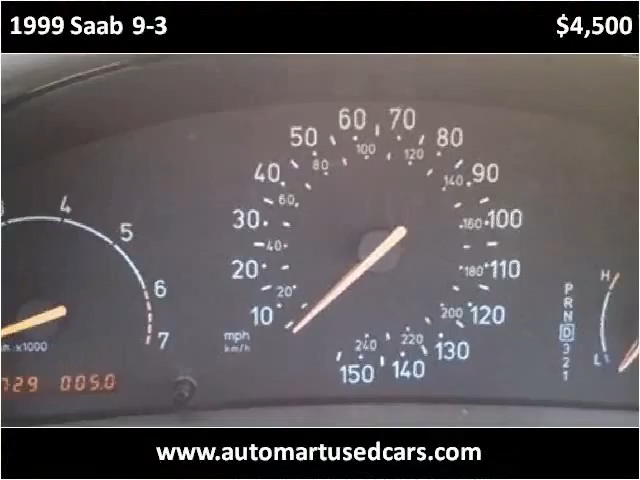 1999 Saab 9-3 $4,500
10 20 30 40 50 60 70 80 90 100 110 120 130 140 150
20 40 60 80 100 120 140 160 180 200 220 240
mph
km/h
4 5 6 7
x1000
729 005.0
P
R
N
D
3
2
1
H
L
www.automartusedcars.com